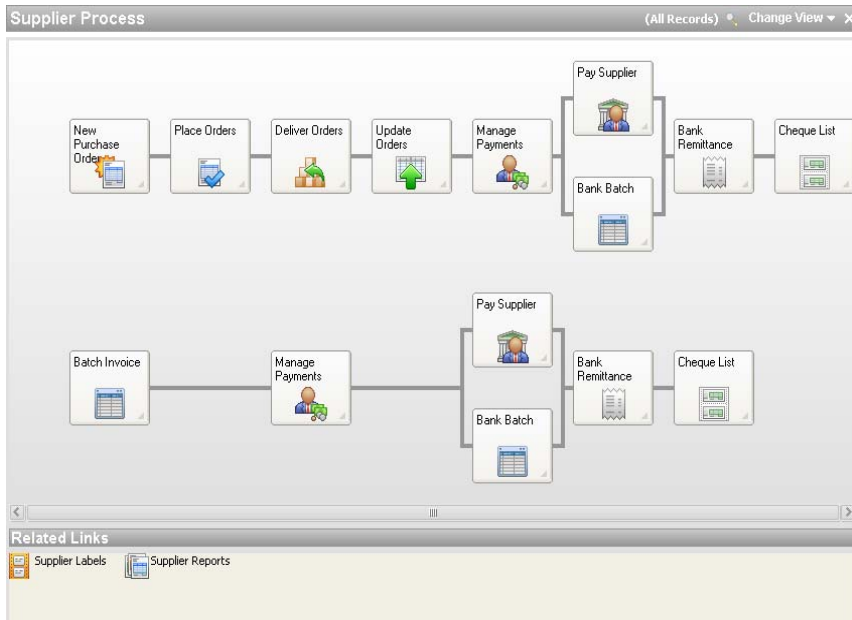 Supplier Process
(All Records)
Change View
Pay Supplier
New
Purchase
Order
Place Orders
Deliver Orders
Update
Orders
Manage
Payments
Bank
Remittance
Cheque List
Bank Batch
Pay Supplier
Batch Invoice
Manage
Payments
Bank
Remittance
Cheque List
Bank Batch
Related Links
Supplier Labels
Supplier Reports